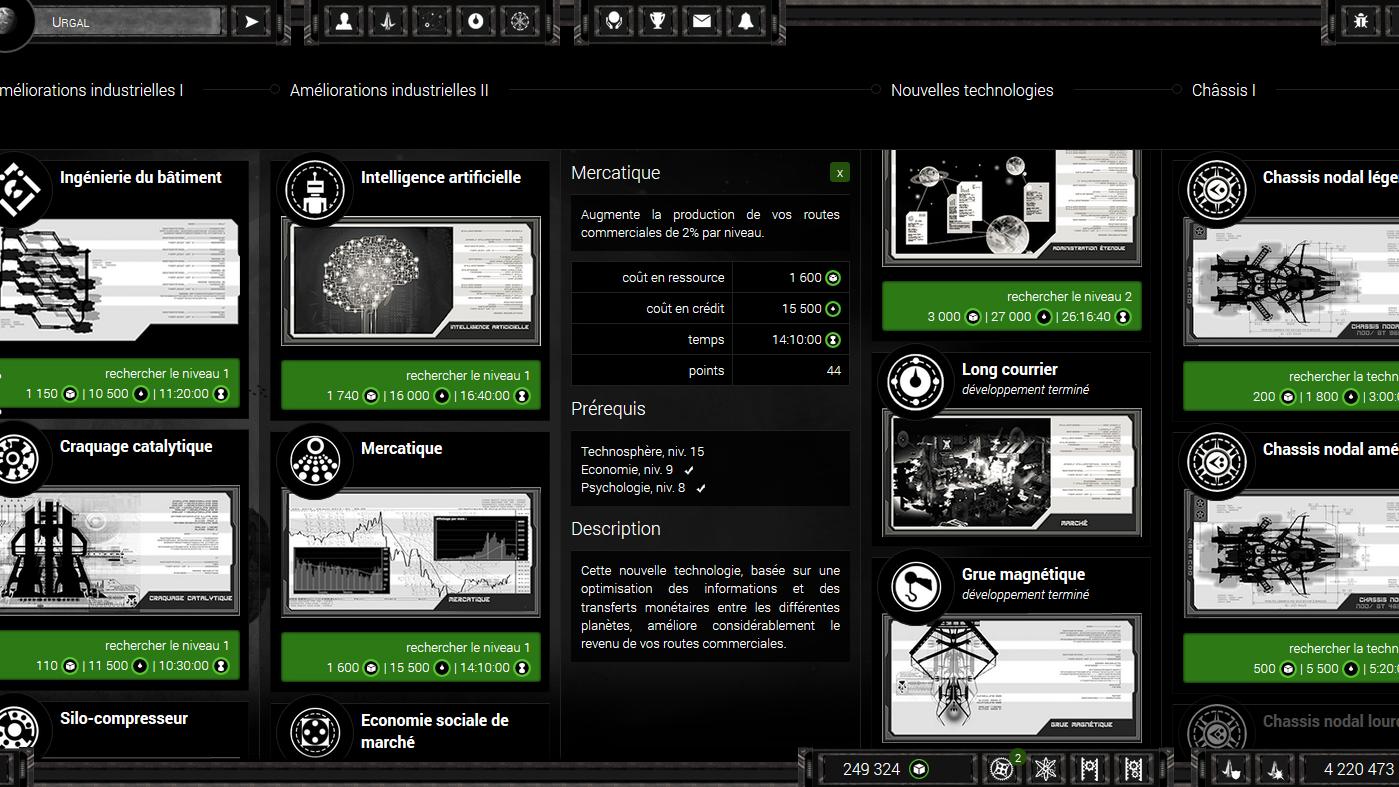 Urgal
méliorations industrielles I
Améliorations industrielles II
Nouvelles technologies
Châssis I
Ingénierie du bâtiment
rechercher le niveau 1
1 150 | 10 500 | 11:20:00
Craquage catalytique
CRAQUAGE CATALYTIQUE
rechercher le niveau 1
110 | 11 500 | 10:30:00
Silo-compresseur
Intelligence artificielle
INTELLIGENCE ARTIFICIELLE
rechercher le niveau 1
1 740 | 16 000 | 16:40:00
Mercatique
MERCATIQUE
rechercher le niveau 1
1 600 | 15 500 | 14:10:00
Economie sociale de
marché
Mercatique
x
Augmente la production de vos routes
commerciales de 2% par niveau.
coût en ressource 1 600
coût en crédit 15 500
temps 14:10:00
points 44
Prérequis
Technosphère, niv. 15
Economie, niv. 9
Psychologie, niv. 8
Description
Cette nouvelle technologie, basée sur une
optimisation des informations et des
transferts monétaires entre les différentes
planètes, améliore considérablement le
revenu de vos routes commerciales.
ADMINISTRATION ÉTENDUE
rechercher le niveau 2
3 000 | 27 000 | 26:16:40
Long courrier
développement terminé
MARCHÉ
Grue magnétique
développement terminé
GRUE MAGNÉTIQUE
Chassis nodal lége
CHASSIS NODAL
rechercher la techn
200 | 1 800 | 3:00:
Chassis nodal amé
CHASSIS NOD
rechercher la techn
500 | 5 500 | 5:20:
Chassis nodal lour
249 324
2
4 220 473